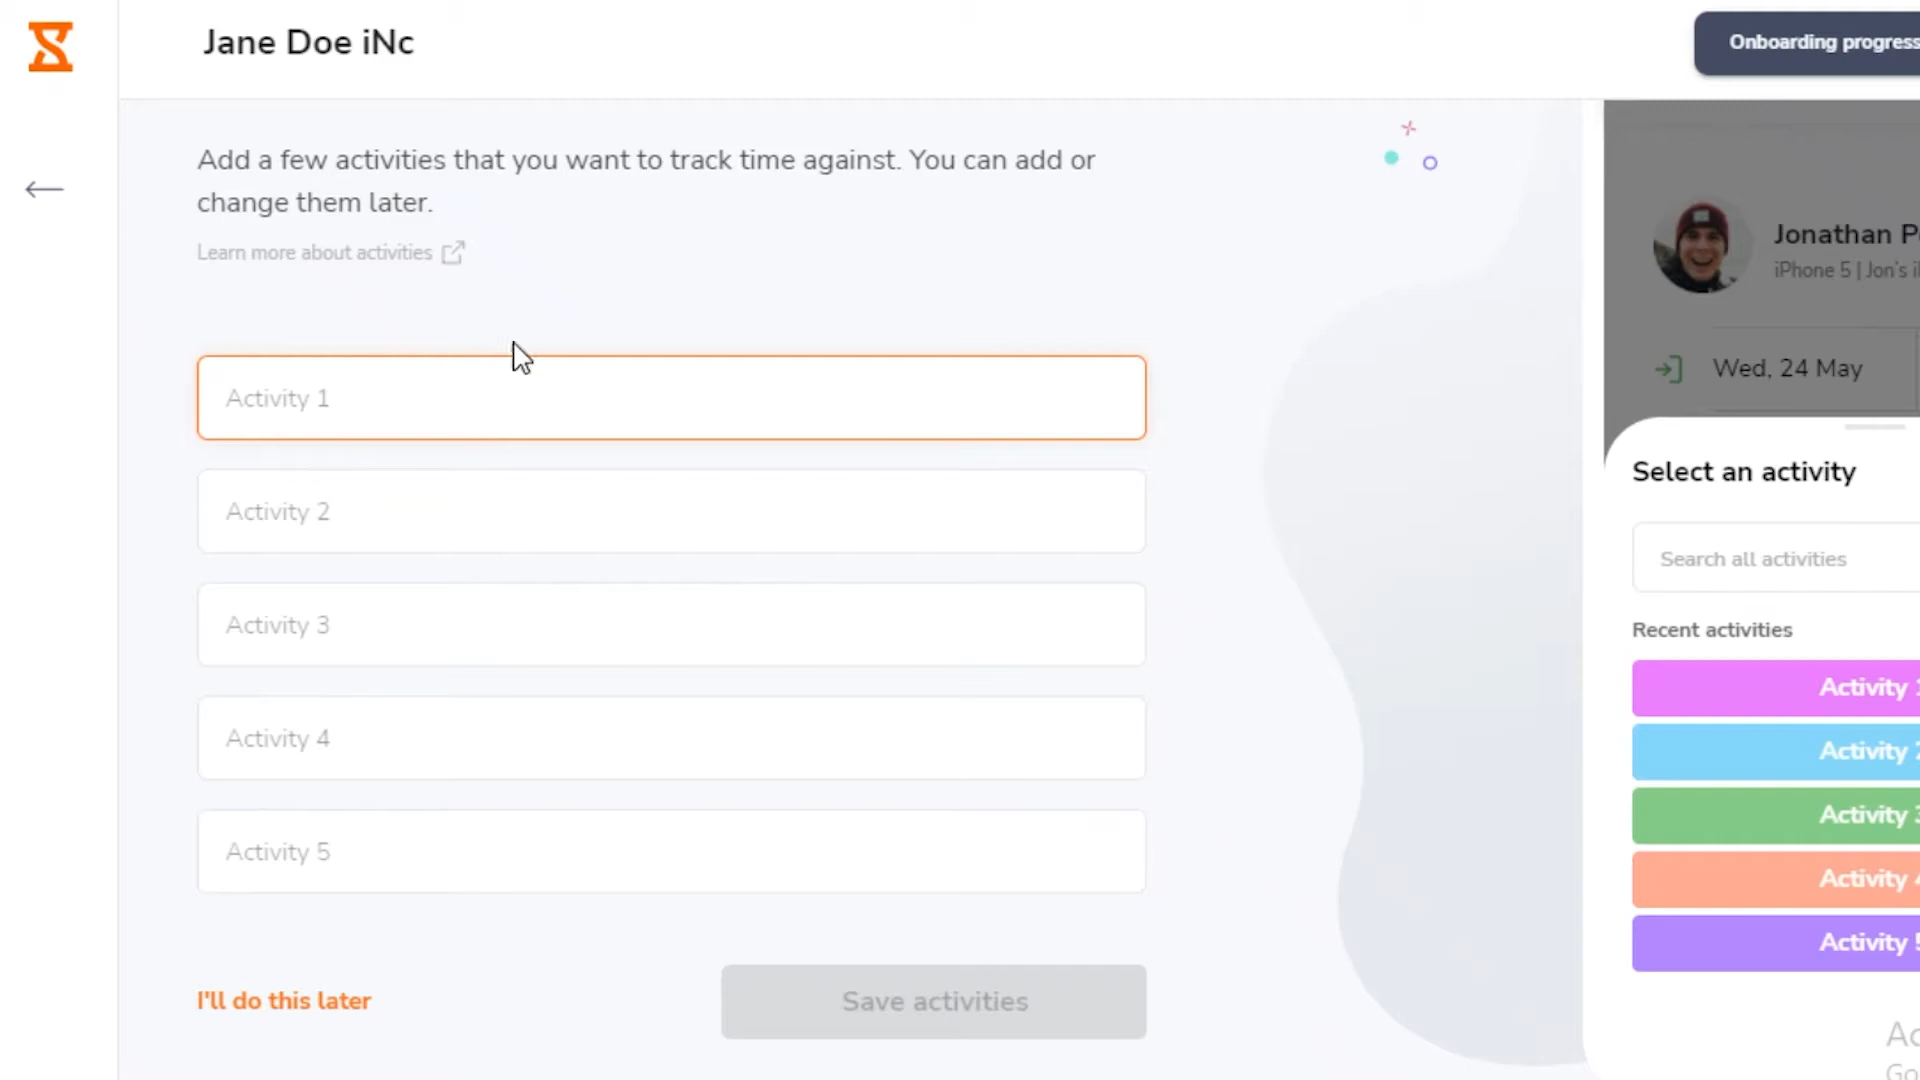 Jane Doe iNc
Onboarding progress
Add a few activities that you want to track time against. You can add or
change them later.
Learn more about activities
Activity 1
Activity 2
Activity 3
Activity 4
Activity 5
I'll do this later
Save activities
Jonathan
iPhone 5 | Jon's
Wed, 24 May
Select an activity
Search all activities
Recent activities
Activity
Activity
Activity
Activity
Activity